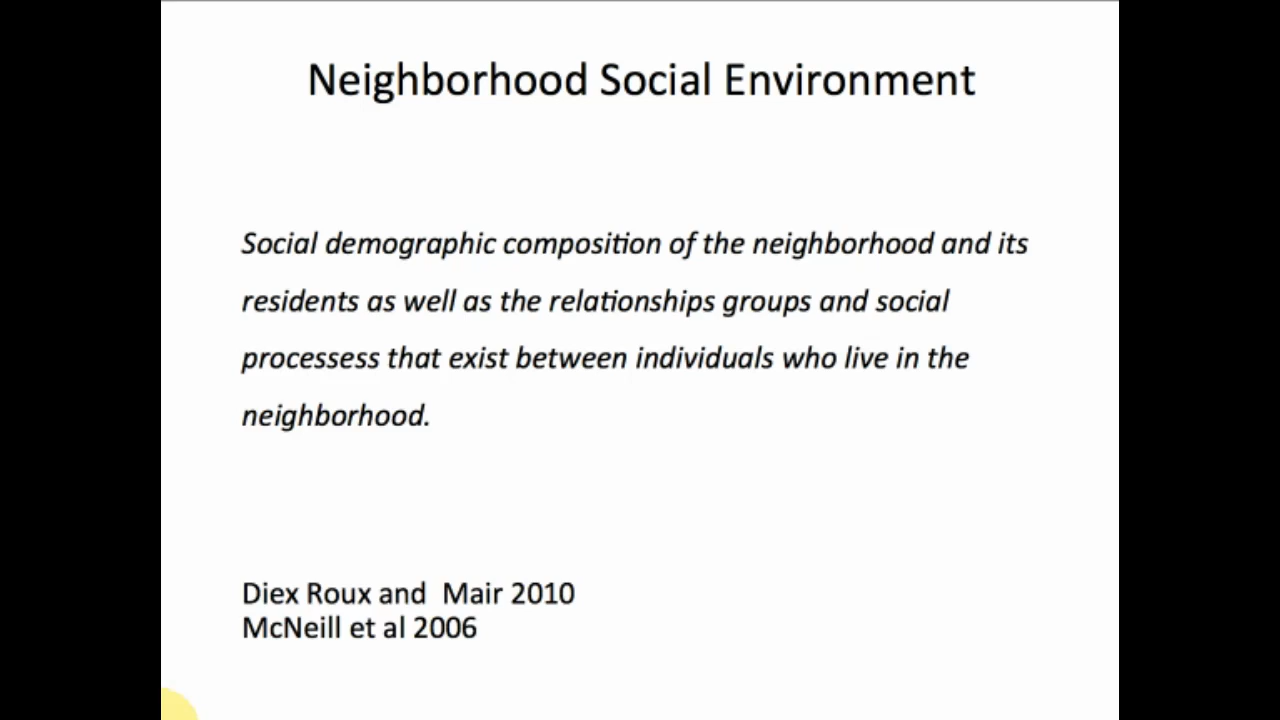 Neighborhood Social Environment
Social demographic composition of the neighborhood and its
residents as well as the relationships groups and social
processess that exist between individuals who live in the
neighborhood.
Diex Roux and  Mair 2010
McNeill et al 2006